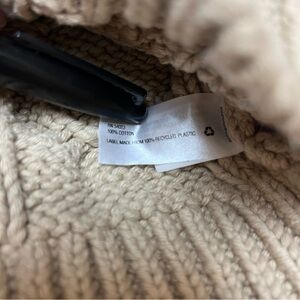 100% COTTON
LABEL MADE FROM 100% RECYCLED PLASTIC